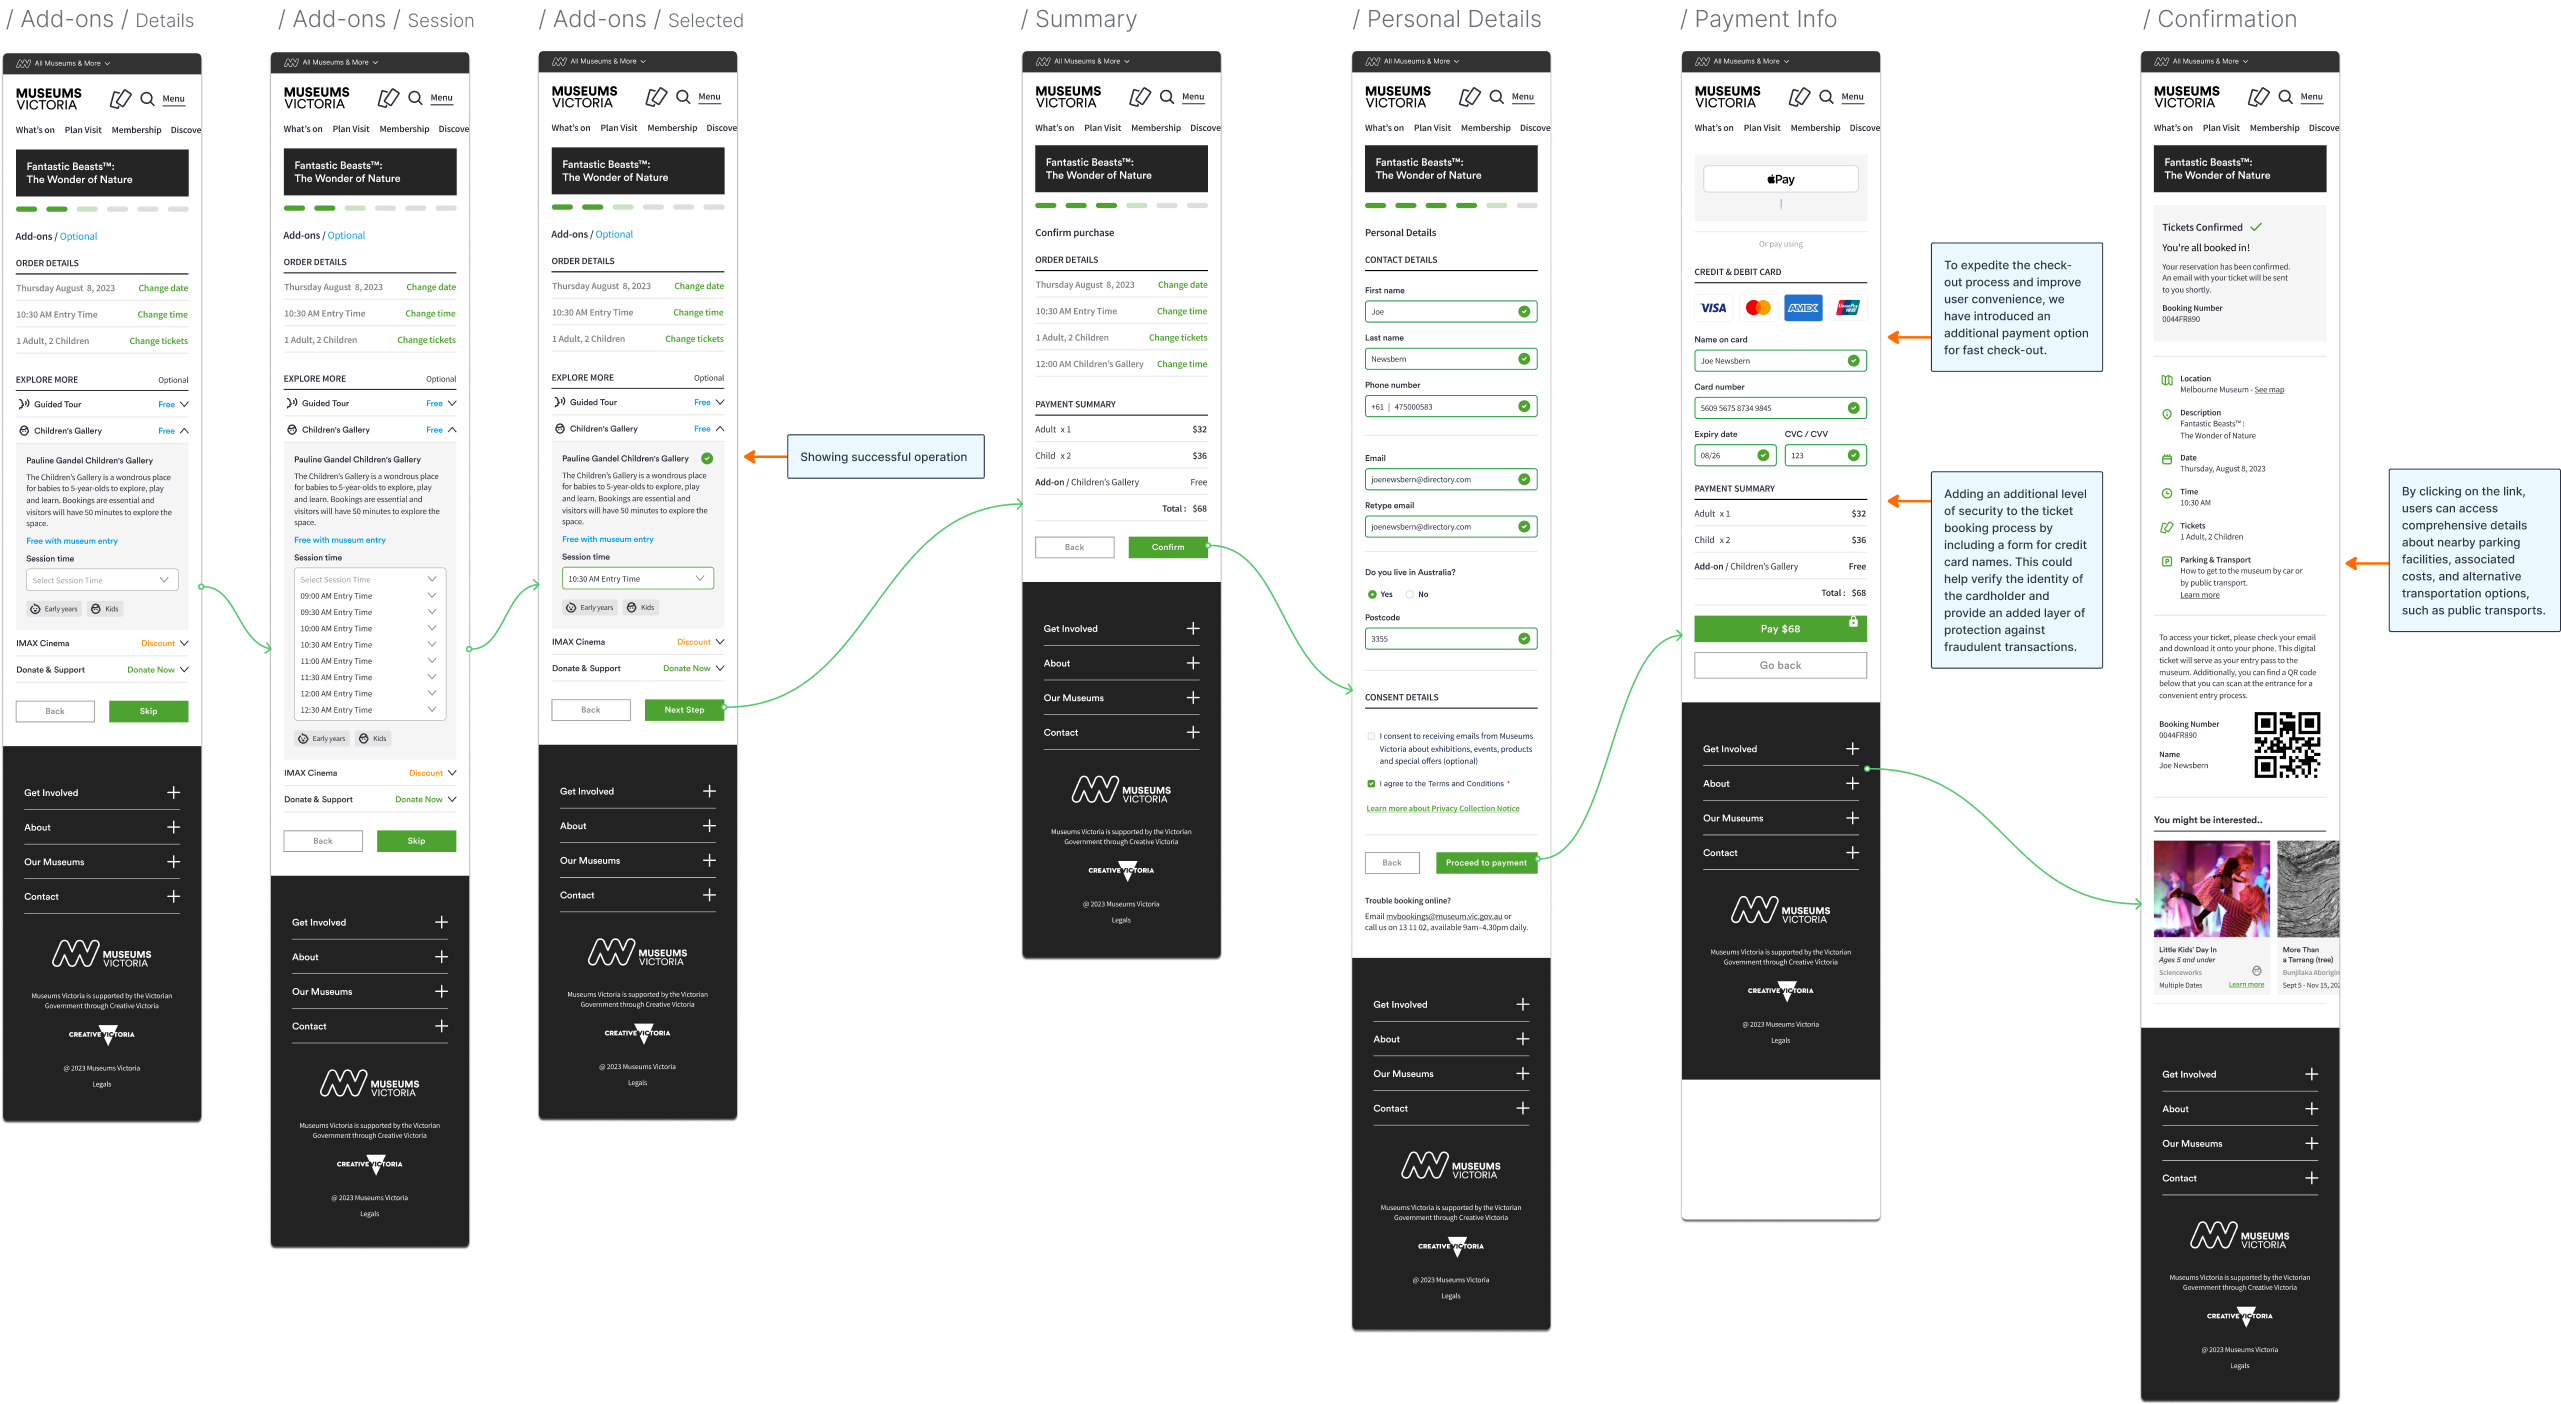 / Add-ons / Details
All Museums & More
MUSEUMS
VICTORIA
Menu
What's on Plan Visit Membership Discove
Fantastic Beasts™:
The Wonder of Nature
Add-ons / Optional
ORDER DETAILS
Thursday August 8, 2023 Change date
10:30 AM Entry Time Change time
1 Adult, 2 Children Change tickets
EXPLORE MORE Optional
Guided Tour Free
Children's Gallery Free
Pauline Gandel Children's Gallery
The Children's Gallery is a wondrous place
for babies to 5-year-olds to explore, play
and learn. Bookings are essential and
visitors will have 50 minutes to explore the
space.
Free with museum entry
Session time
Select Session Time
Early years Kids
IMAX Cinema Discount
Donate & Support Donate Now
Back Skip
Get Involved
About
Our Museums
Contact
MUSEUMS
VICTORIA
Museums Victoria is supported by the Victorian
Government through Creative Victoria
CREATIVE VICTORIA
@ 2023 Museums Victoria
Legals
/ Add-ons / Session
All Museums & More
MUSEUMS
VICTORIA
Menu
What's on Plan Visit Membership Discove
Fantastic Beasts™:
The Wonder of Nature
Add-ons / Optional
ORDER DETAILS
Thursday August 8, 2023 Change date
10:30 AM Entry Time Change time
1 Adult, 2 Children Change tickets
EXPLORE MORE Optional
Guided Tour Free
Children's Gallery Free
Pauline Gandel Children's Gallery
The Children's Gallery is a wondrous place
for babies to 5-year-olds to explore, play
and learn. Bookings are essential and
visitors will have 50 minutes to explore the
space.
Free with museum entry
Session time
Select Session Time
09:00 AM Entry Time
09:30 AM Entry Time
10:00 AM Entry Time
10:30 AM Entry Time
11:00 AM Entry Time
11:30 AM Entry Time
12:00 AM Entry Time
12:30 AM Entry Time
Early years Kids
IMAX Cinema Discount
Donate & Support Donate Now
Back Skip
Get Involved
About
Our Museums
Contact
MUSEUMS
VICTORIA
Museums Victoria is supported by the Victorian
Government through Creative Victoria
CREATIVE VICTORIA
@ 2023 Museums Victoria
Legals
/ Add-ons / Selected
All Museums & More
MUSEUMS
VICTORIA
Menu
What's on Plan Visit Membership Discove
Fantastic Beasts™:
The Wonder of Nature
Add-ons / Optional
ORDER DETAILS
Thursday August 8, 2023 Change date
10:30 AM Entry Time Change time
1 Adult, 2 Children Change tickets
EXPLORE MORE Optional
Guided Tour Free
Children's Gallery Free
Pauline Gandel Children's Gallery
The Children's Gallery is a wondrous place
for babies to 5-year-olds to explore, play
and learn. Bookings are essential and
visitors will have 50 minutes to explore the
space.
Free with museum entry
Session time
10:30 AM Entry Time
Early years Kids
IMAX Cinema Discount
Donate & Support Donate Now
Back Next Step
Get Involved
About
Our Museums
Contact
MUSEUMS
VICTORIA
Museums Victoria is supported by the Victorian
Government through Creative Victoria
CREATIVE VICTORIA
@ 2023 Museums Victoria
Legals
Showing successful operation
/ Summary
All Museums & More
MUSEUMS
VICTORIA
Menu
What's on Plan Visit Membership Discove
Fantastic Beasts™:
The Wonder of Nature
Confirm purchase
ORDER DETAILS
Thursday August 8, 2023 Change date
10:30 AM Entry Time Change time
1 Adult, 2 Children Change tickets
12:00 AM Children's Gallery Change time
PAYMENT SUMMARY
Adult x 1 $32
Child x 2 $36
Add-on / Children's Gallery Free
Total : $68
Back Confirm
Get Involved
About
Our Museums
Contact
MUSEUMS
VICTORIA
Museums Victoria is supported by the Victorian
Government through Creative Victoria
CREATIVE VICTORIA
@ 2023 Museums Victoria
Legals
/ Personal Details
All Museums & More
MUSEUMS
VICTORIA
Menu
What's on Plan Visit Membership Discove
Fantastic Beasts™:
The Wonder of Nature
Personal Details
CONTACT DETAILS
First name
Joe
Last name
Newsbern
Phone number
+61 | 475000583
Email
joenewsbern@directory.com
Retype email
joenewsbern@directory.com
Do you live in Australia?
Yes No
Postcode
3355
CONSENT DETAILS
I consent to receiving emails from Museums
Victoria about exhibitions, events, products
and special offers (optional)
I agree to the Terms and Conditions *
Learn more about Privacy Collection Notice
Back Proceed to payment
Trouble booking online?
Email mvbookings@museum.vic.gov.au or
call us on 13 11 02, available 9am–4.30pm daily.
Get Involved
About
Our Museums
Contact
MUSEUMS
VICTORIA
Museums Victoria is supported by the Victorian
Government through Creative Victoria
CREATIVE VICTORIA
@ 2023 Museums Victoria
Legals
/ Payment Info
All Museums & More
MUSEUMS
VICTORIA
Menu
What's on Plan Visit Membership Discove
Pay
Or pay using
CREDIT & DEBIT CARD
VISA AMEX UnionPay
Name on card
Joe Newsbern
Card number
5609 5675 8734 9845
Expiry date CVC / CVV
08/26 123
PAYMENT SUMMARY
Adult x 1 $32
Child x 2 $36
Add-on / Children's Gallery Free
Total : $68
Pay $68
Go back
Get Involved
About
Our Museums
Contact
MUSEUMS
VICTORIA
Museums Victoria is supported by the Victorian
Government through Creative Victoria
CREATIVE VICTORIA
@ 2023 Museums Victoria
Legals
To expedite the check-
out process and improve
user convenience, we
have introduced an
additional payment option
for fast check-out.
Adding an additional level
of security to the ticket
booking process by
including a form for credit
card names. This could
help verify the identity of
the cardholder and
provide an added layer of
protection against
fraudulent transactions.
/ Confirmation
All Museums & More
MUSEUMS
VICTORIA
Menu
What's on Plan Visit Membership Discove
Fantastic Beasts™:
The Wonder of Nature
Tickets Confirmed
You're all booked in!
Your reservation has been confirmed.
An email with your ticket will be sent
to you shortly.
Booking Number
0044FR890
Location
Melbourne Museum - See map
Description
Fantastic Beasts™ :
The Wonder of Nature
Date
Thursday, August 8, 2023
Time
10:30 AM
Tickets
1 Adult, 2 Children
P
Parking & Transport
How to get to the museum by car or
by public transport.
Learn more
To access your ticket, please check your email
and download it onto your phone. This digital
ticket will serve as your entry pass to the
museum. Additionally, you can find a QR code
below that you can scan at the entrance for a
convenient entry process.
Booking Number
0044FR890
Name
Joe Newsbern
You might be interested..
Little Kids' Day In
Ages 5 and under
Scienceworks
Multiple Dates Learn more
More Than
a Tarrang (tree)
Bunjilaka Aborigin
Sept 5 - Nov 15, 202
Get Involved
About
Our Museums
Contact
MUSEUMS
VICTORIA
Museums Victoria is supported by the Victorian
Government through Creative Victoria
CREATIVE VICTORIA
@ 2023 Museums Victoria
Legals
By clicking on the link,
users can access
comprehensive details
about nearby parking
facilities, associated
costs, and alternative
transportation options,
such as public transports.